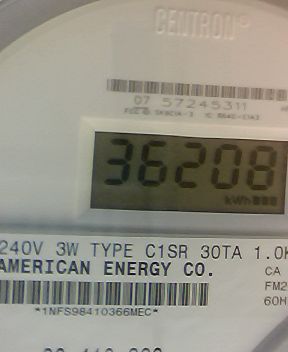 CENTRON®
07 57245311
36208
kWh
240V 3W TYPE C1SR 30TA 1.0K
AMERICAN ENERGY CO.
CA
FM2
60H
*1NFS98410366MEC*